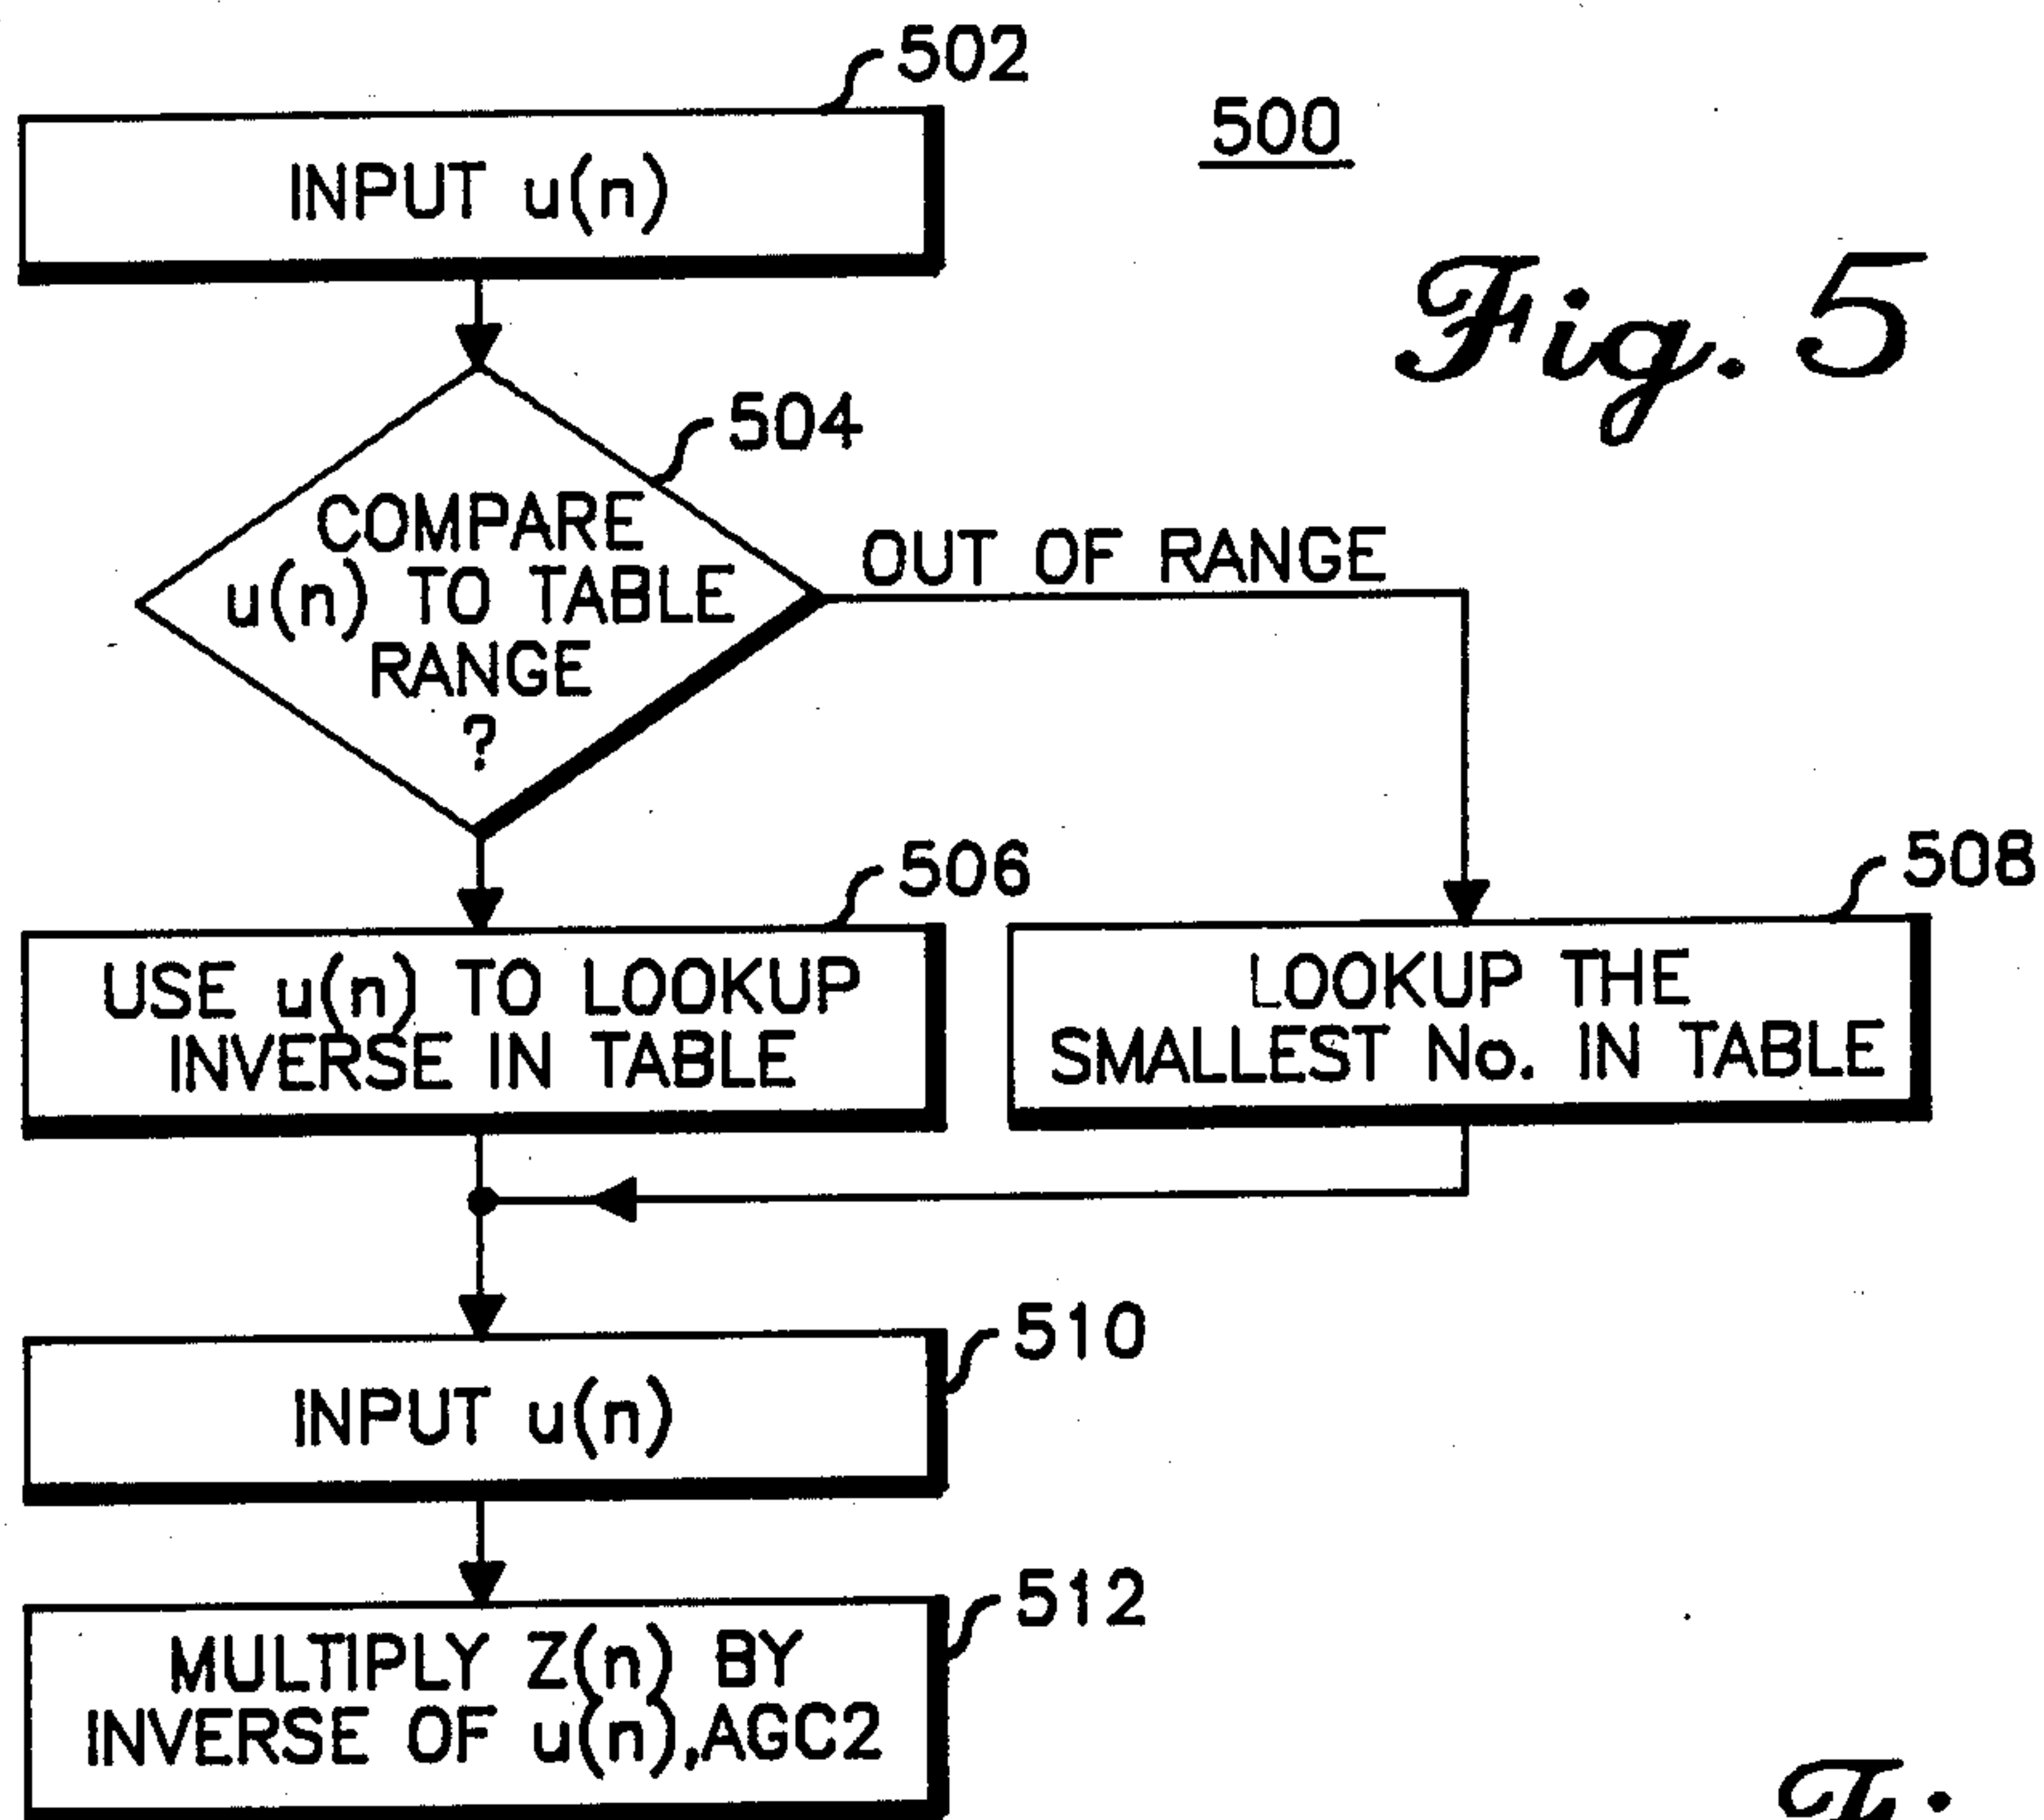 502
500
INPUT u(n)
Fig. 5
504
COMPARE
u(n) TO TABLE
RANGE
?
OUT OF RANGE
506
508
USE u(n) TO LOOKUP
INVERSE IN TABLE
LOOKUP THE
SMALLEST No. IN TABLE
510
INPUT u(n)
512
MULTIPLY Z(n) BY
INVERSE OF u(n),AGC2